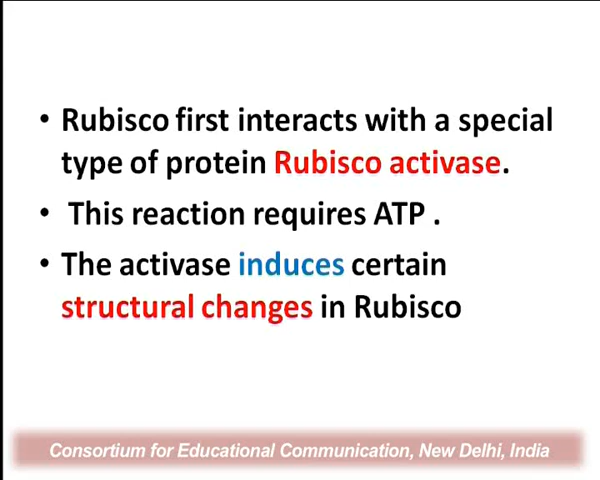 • Rubisco first interacts with a special
type of protein Rubisco activase.
• This reaction requires ATP .
• The activase induces certain
structural changes in Rubisco
Consortium for Educational Communication, New Delhi, India